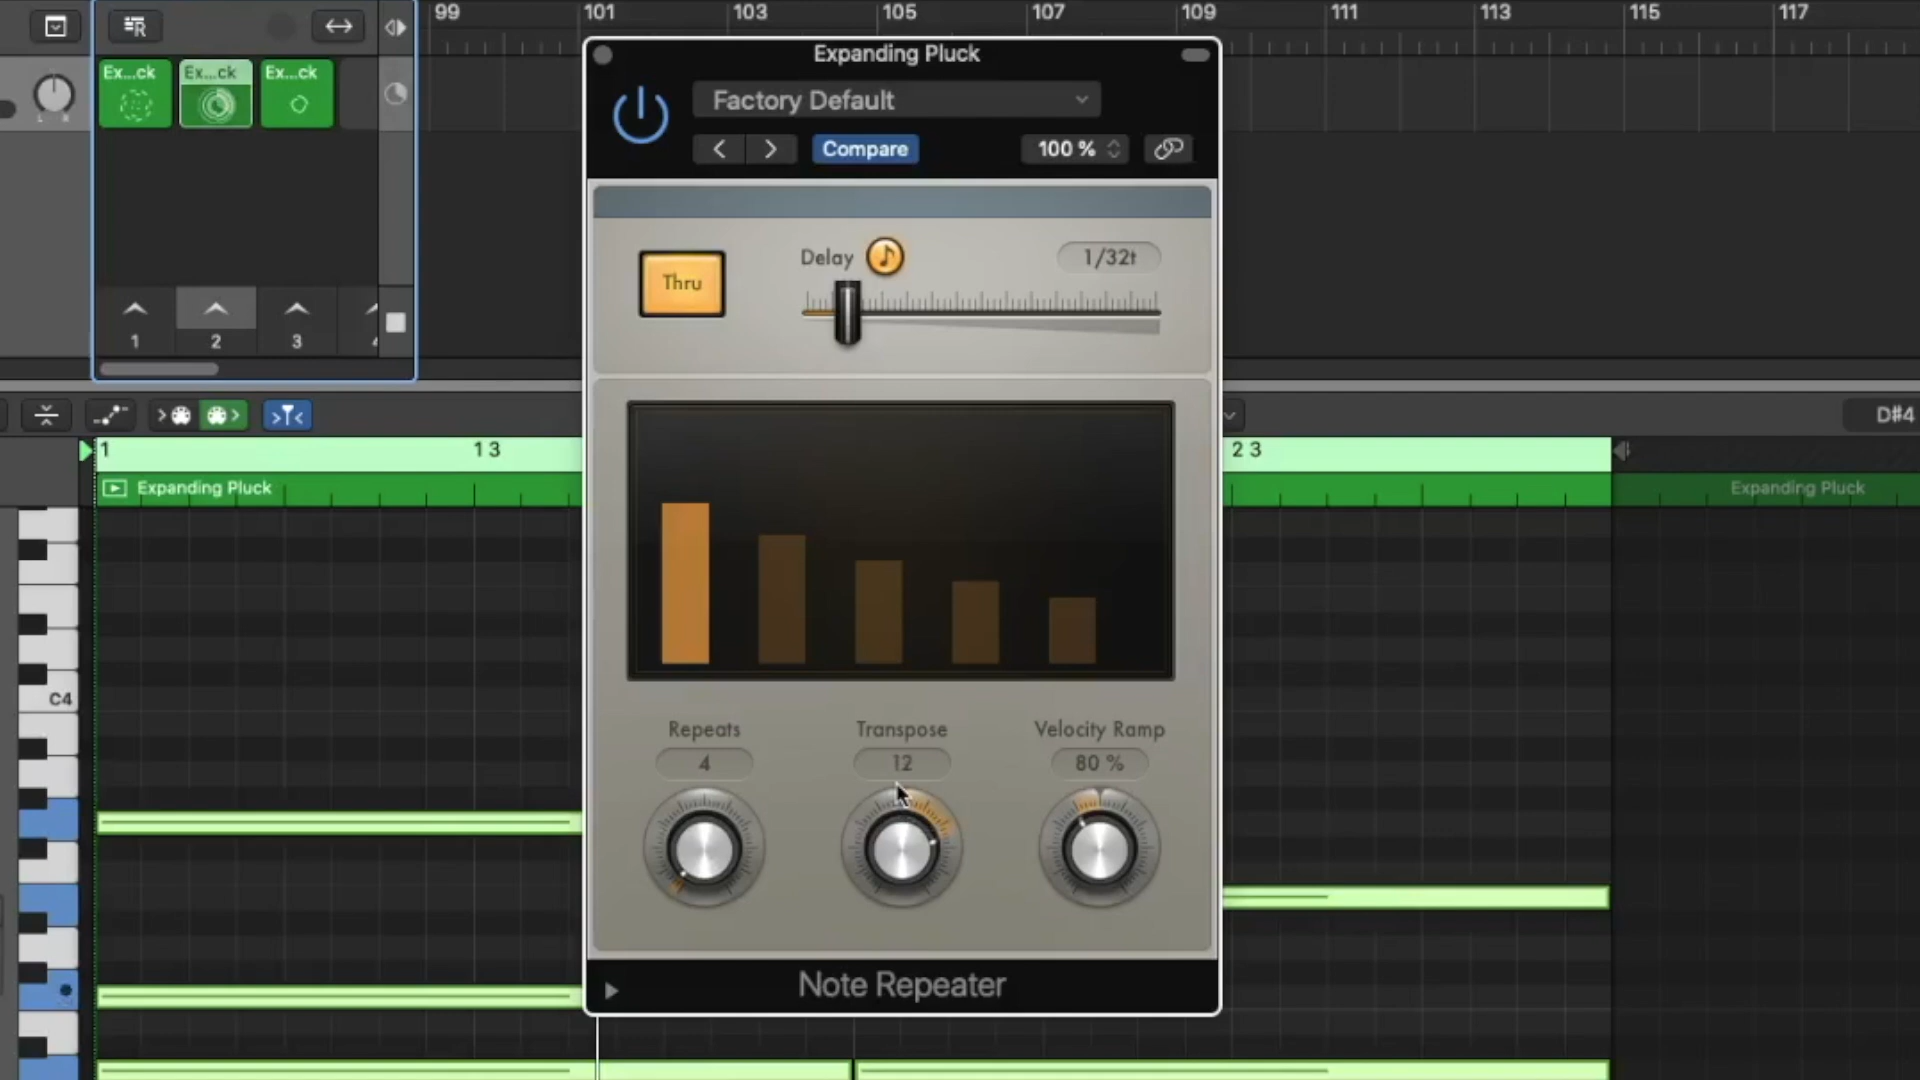 99 101 103 105 107 109 111 113 115 117
Expanding Pluck
Ex...ck Ex...ck Ex...ck
Factory Default
L R
Compare 100 %
Thru Delay 1/32t
1 2 3
D#4
1 1 3 2 3
Expanding Pluck Expanding Pluck
C4
Repeats Transpose Velocity Ramp
4 12 80 %
Note Repeater